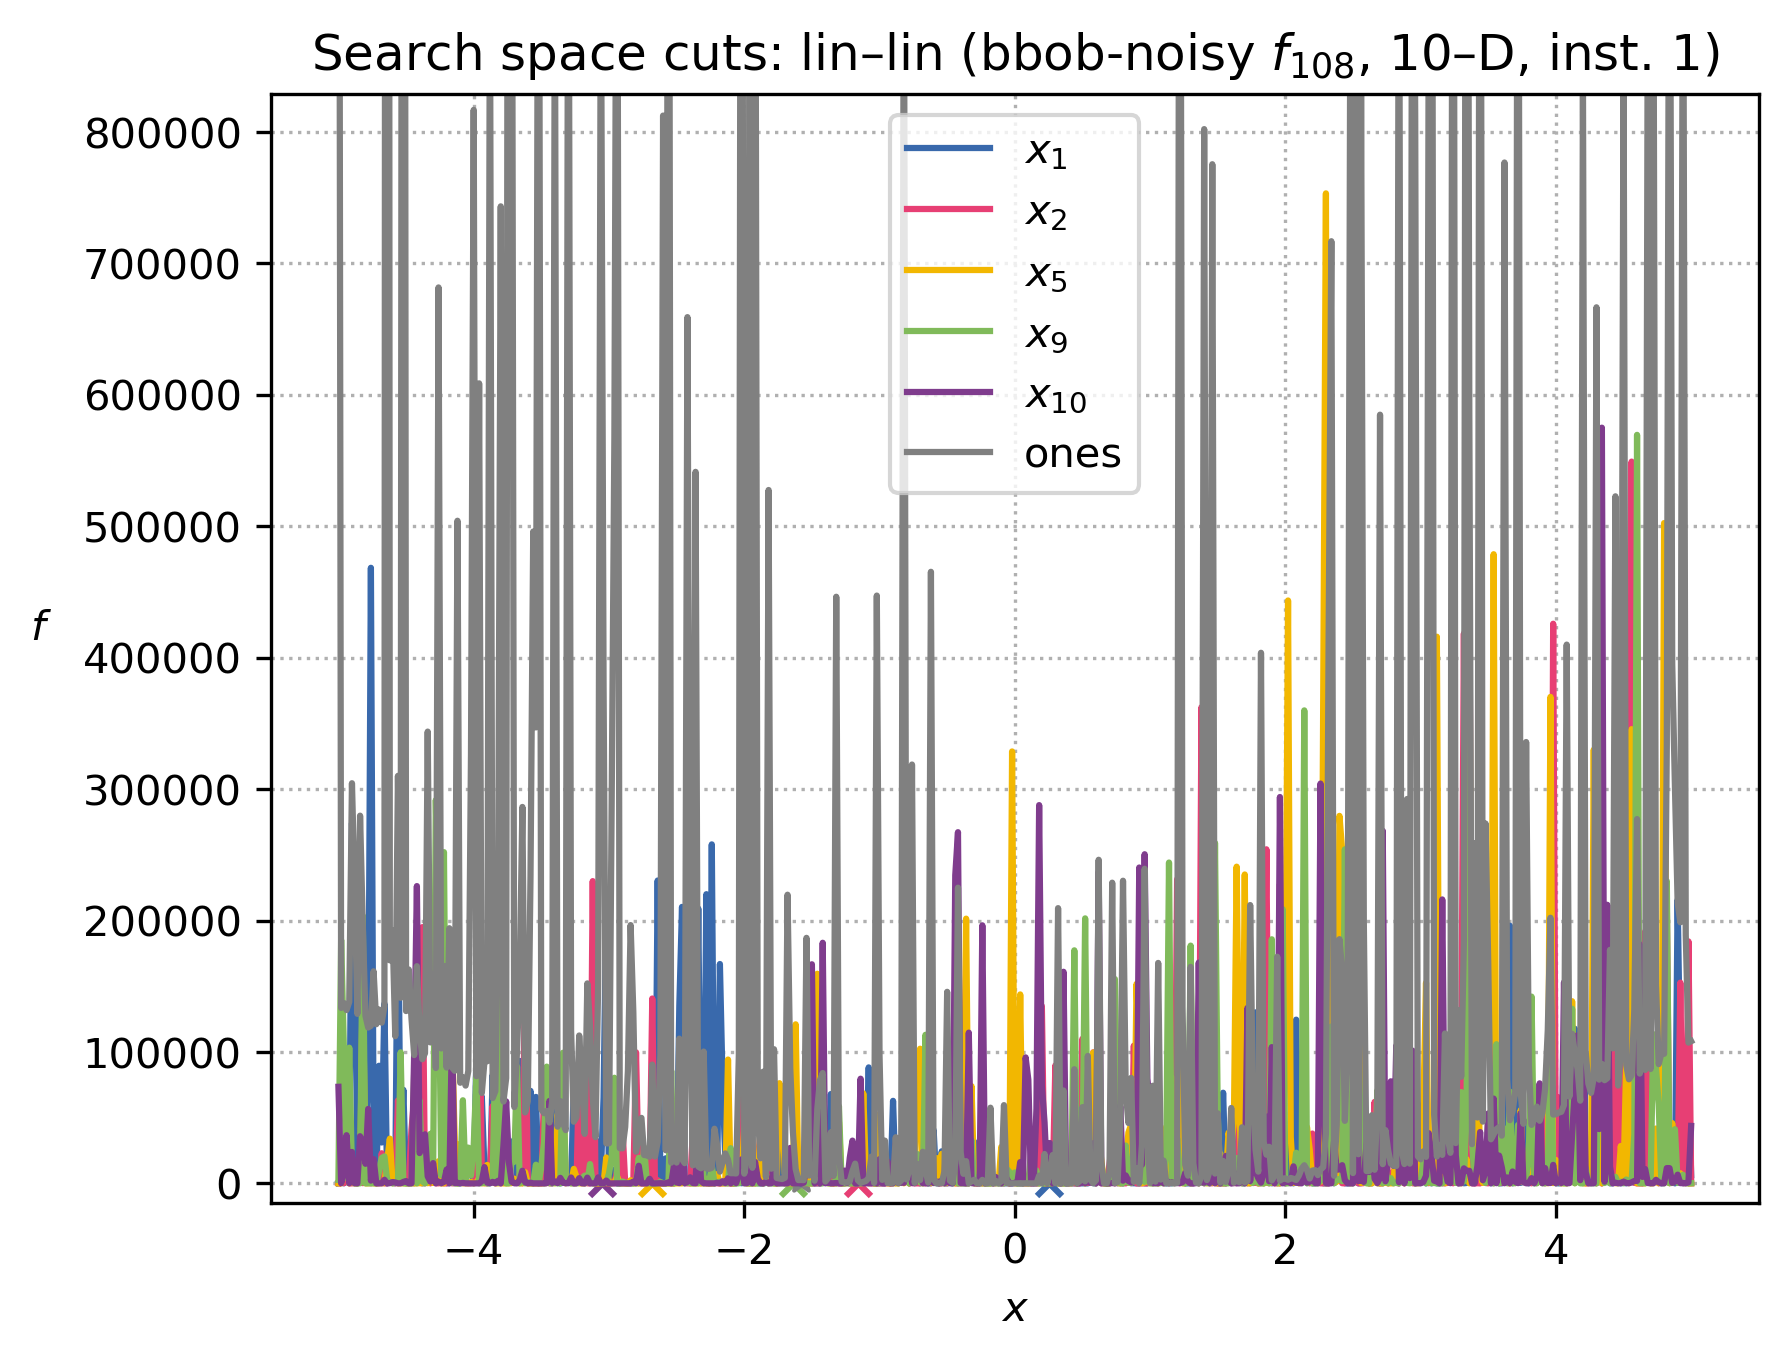 Search space cuts: lin–lin (bbob-noisy f₁₀₈, 10–D, inst. 1)
800000
700000
600000
500000
400000
300000
200000
100000
0
f
x₁
x₂
x₅
x₉
x₁₀
ones
−4 −2 0 2 4
x